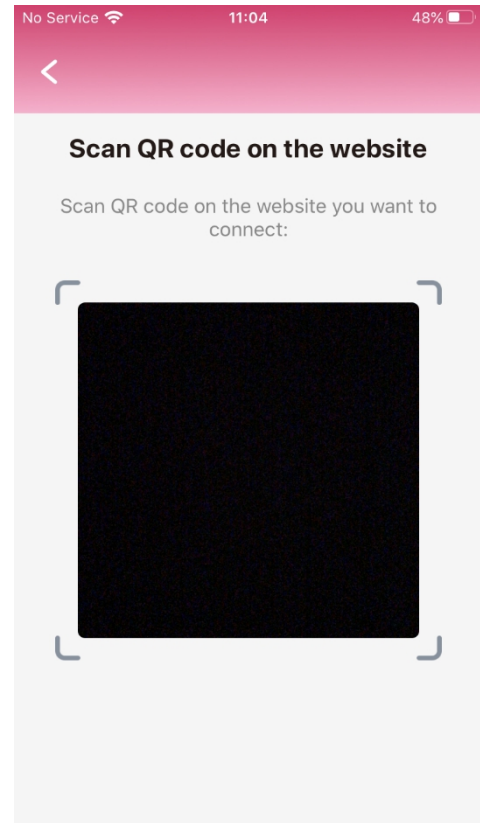 No Service 11:04 48%
Scan QR code on the website
Scan QR code on the website you want to
connect: